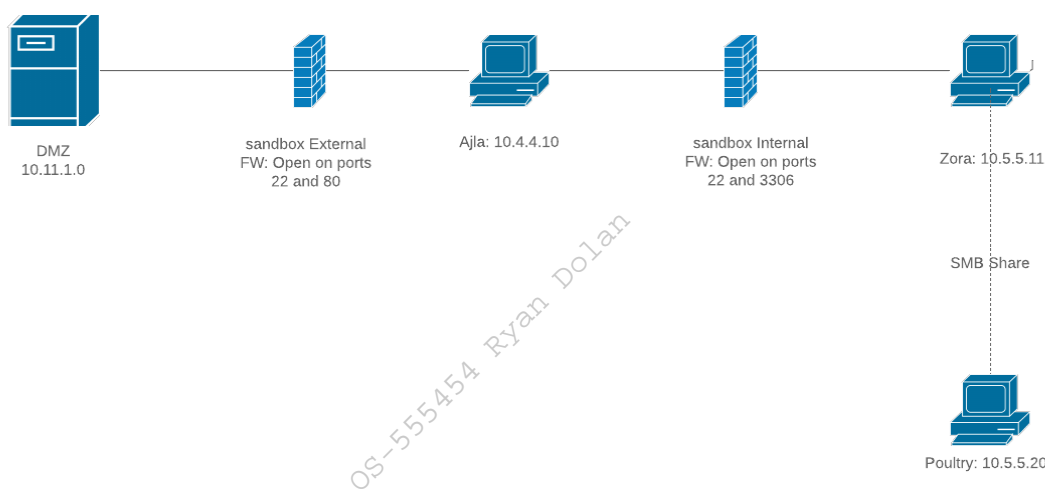 DMZ
10.11.1.0
sandbox External
FW: Open on ports
22 and 80
Ajla: 10.4.4.10
sandbox Internal
FW: Open on ports
22 and 3306
Zora: 10.5.5.11
SMB Share
Poultry: 10.5.5.20
OS-555454 Ryan Dolan